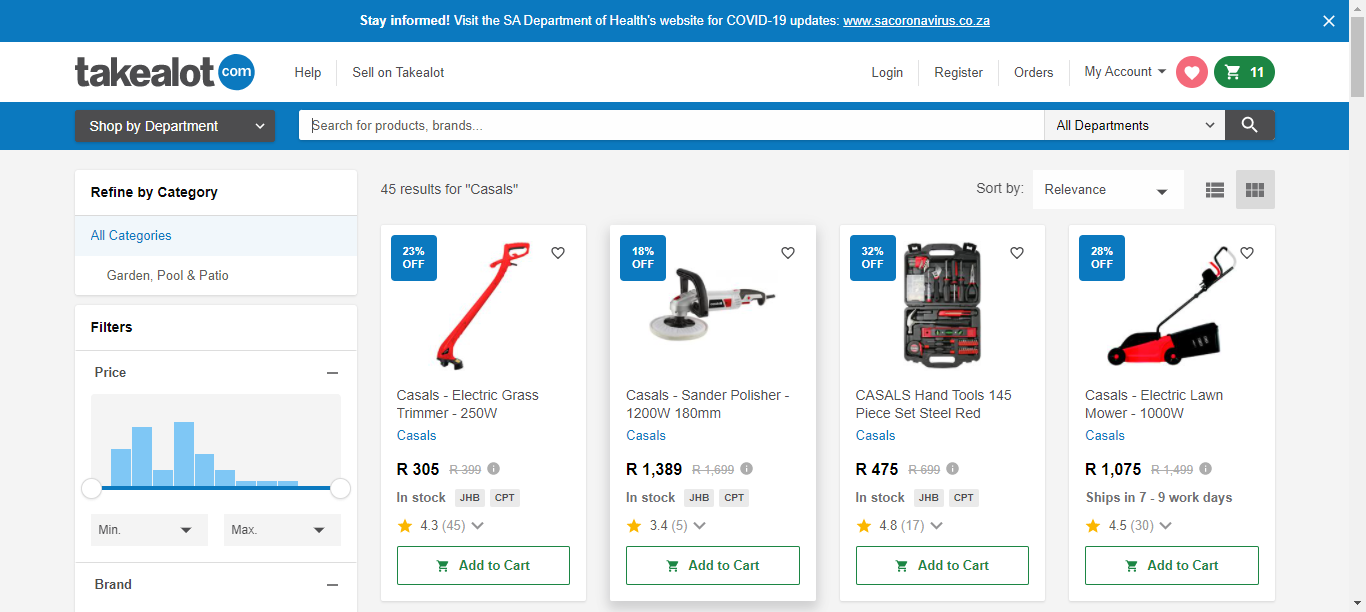 Stay informed! Visit the SA Department of Health's website for COVID-19 updates: www.sacoronavirus.co.za
takealot com
Help
Sell on Takealot
Login
Register
Orders
My Account
11
Shop by Department
Search for products, brands...
All Departments
Refine by Category
All Categories
Garden, Pool & Patio
Filters
Price
Min.
Max.
Brand
45 results for "Casals"
Sort by:
Relevance
23%
OFF
Casals - Electric Grass
Trimmer - 250W
Casals
R 305 R 399
In stock JHB CPT
4.3 (45)
Add to Cart
18%
OFF
Casals - Sander Polisher -
1200W 180mm
Casals
R 1,389 R 1,699
In stock JHB CPT
3.4 (5)
Add to Cart
32%
OFF
CASALS Hand Tools 145
Piece Set Steel Red
Casals
R 475 R 699
In stock JHB CPT
4.8 (17)
Add to Cart
28%
OFF
Casals - Electric Lawn
Mower - 1000W
Casals
R 1,075 R 1,499
Ships in 7 - 9 work days
4.5 (30)
Add to Cart